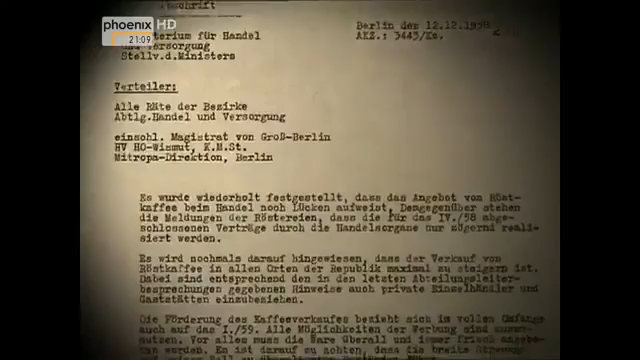 phoenix HD
21:09
Abschrift
Berlin den 12.12.1958
AKZ.: 3445/Km.
Ministerium für Handel
und Versorgung
Stellv.d.Ministers
Verteiler:
Alle Räte der Bezirke
Abtlg.Handel und Versorgung
einschl. Magistrat von Groß-Berlin
HV HO-Wismut, K.M.St.
Mitropa-Direktion, Berlin
Es wurde wiederholt festgestellt, dass das Angebot von Röst-
kaffee beim Handel noch Lücken aufweist, Demgegenüber stehen
die Meldungen der Röstereien, dass die für das IV./58 abge-
schlossenen Verträge durch die Handelsorgane nur zögernd reali-
siert werden.
Es wird nochmals darauf hingewiesen, dass der Verkauf von
Röstkaffee in allen Orten der Republik maximal zu steigern ist.
Dabei sind entsprechend den in den letzten Abteilungsleiter-
besprechungen gegebenen Hinweise auch private Einzelhändler und
Gaststätten einzubeziehen.
Die Förderung des Kaffeeverkaufes bezieht sich im vollen Umfange
auch auf das I./59. Alle Möglichkeiten der Werbung sind auszu-
nutzen. Vor allem muss die Ware überall und immer frisch angebo-
ten werden. Es ist darauf zu achten, dass die breite